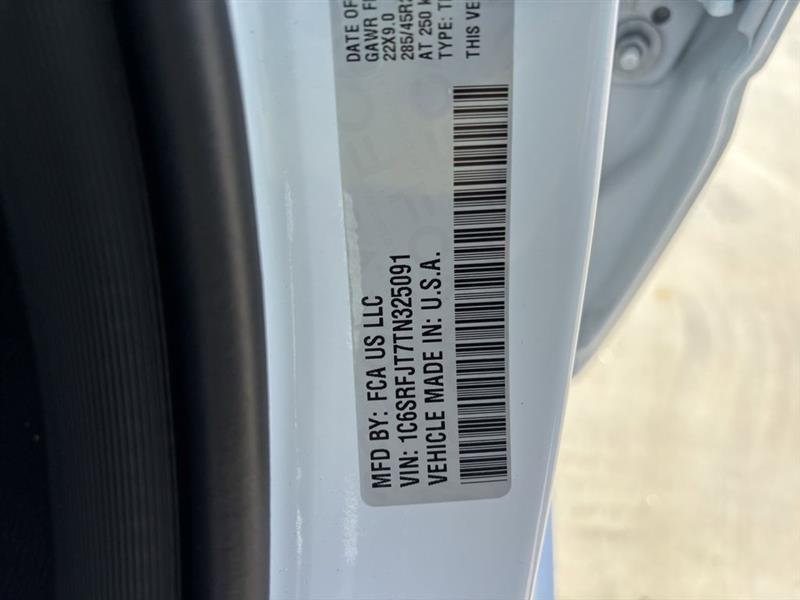 MFD BY: FCA US LLC
VIN: 1C6SRFJT7TN325091
VEHICLE MADE IN: U.S.A.
DATE OF
GAWR
22X9.0
285/45R2
AT 250
TYPE:
THIS VE